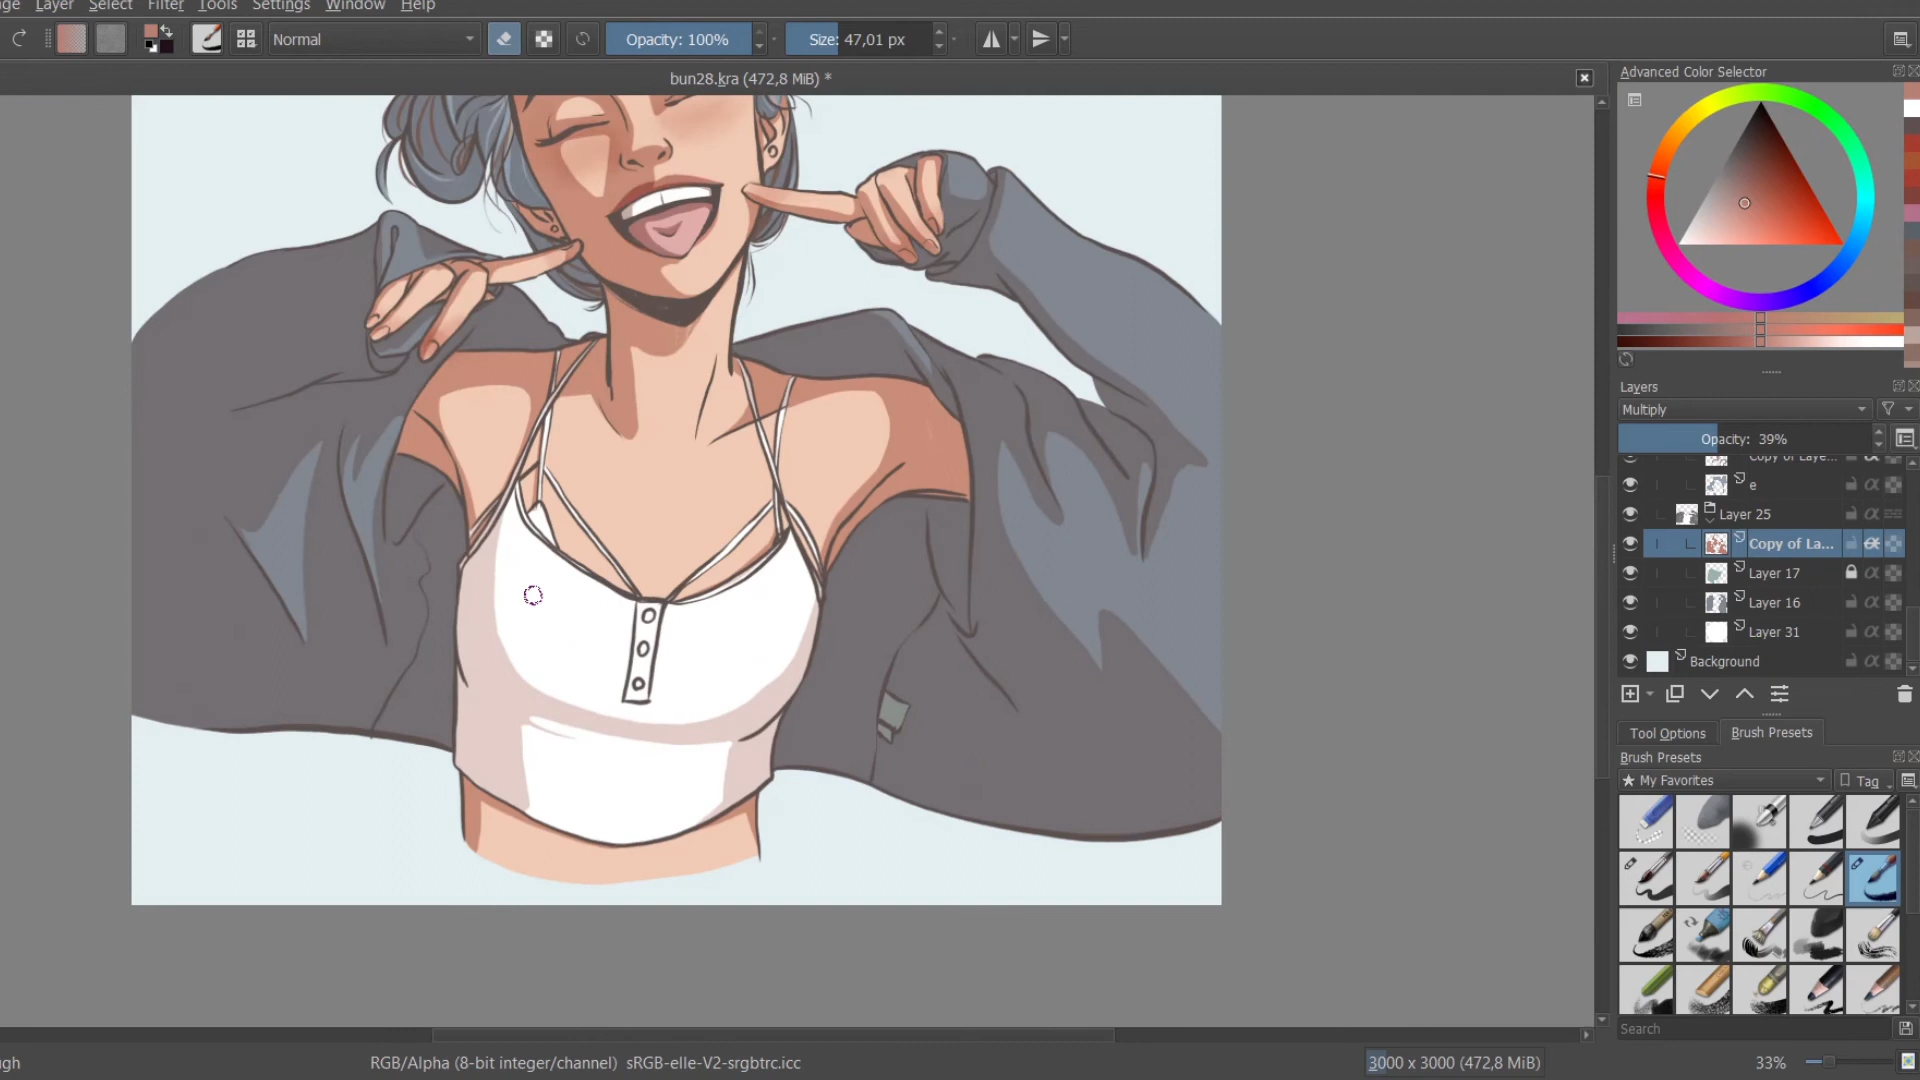 Layer Select Filter Tools Settings Window Help
Normal
Opacity: 100%
Size: 47,01 px
bun28.kra (472,8 MiB) *
Advanced Color Selector
Layers
Multiply
Opacity: 39%
Copy of Laye...
e
Layer 25
Copy of La...
Layer 17
Layer 16
Layer 31
Background
Tool Options
Brush Presets
Brush Presets
★ My Favorites
Tag
Search
RGB/Alpha (8-bit integer/channel) sRGB-elle-V2-srgbtrc.icc
3000 x 3000 (472,8 MiB)
33%